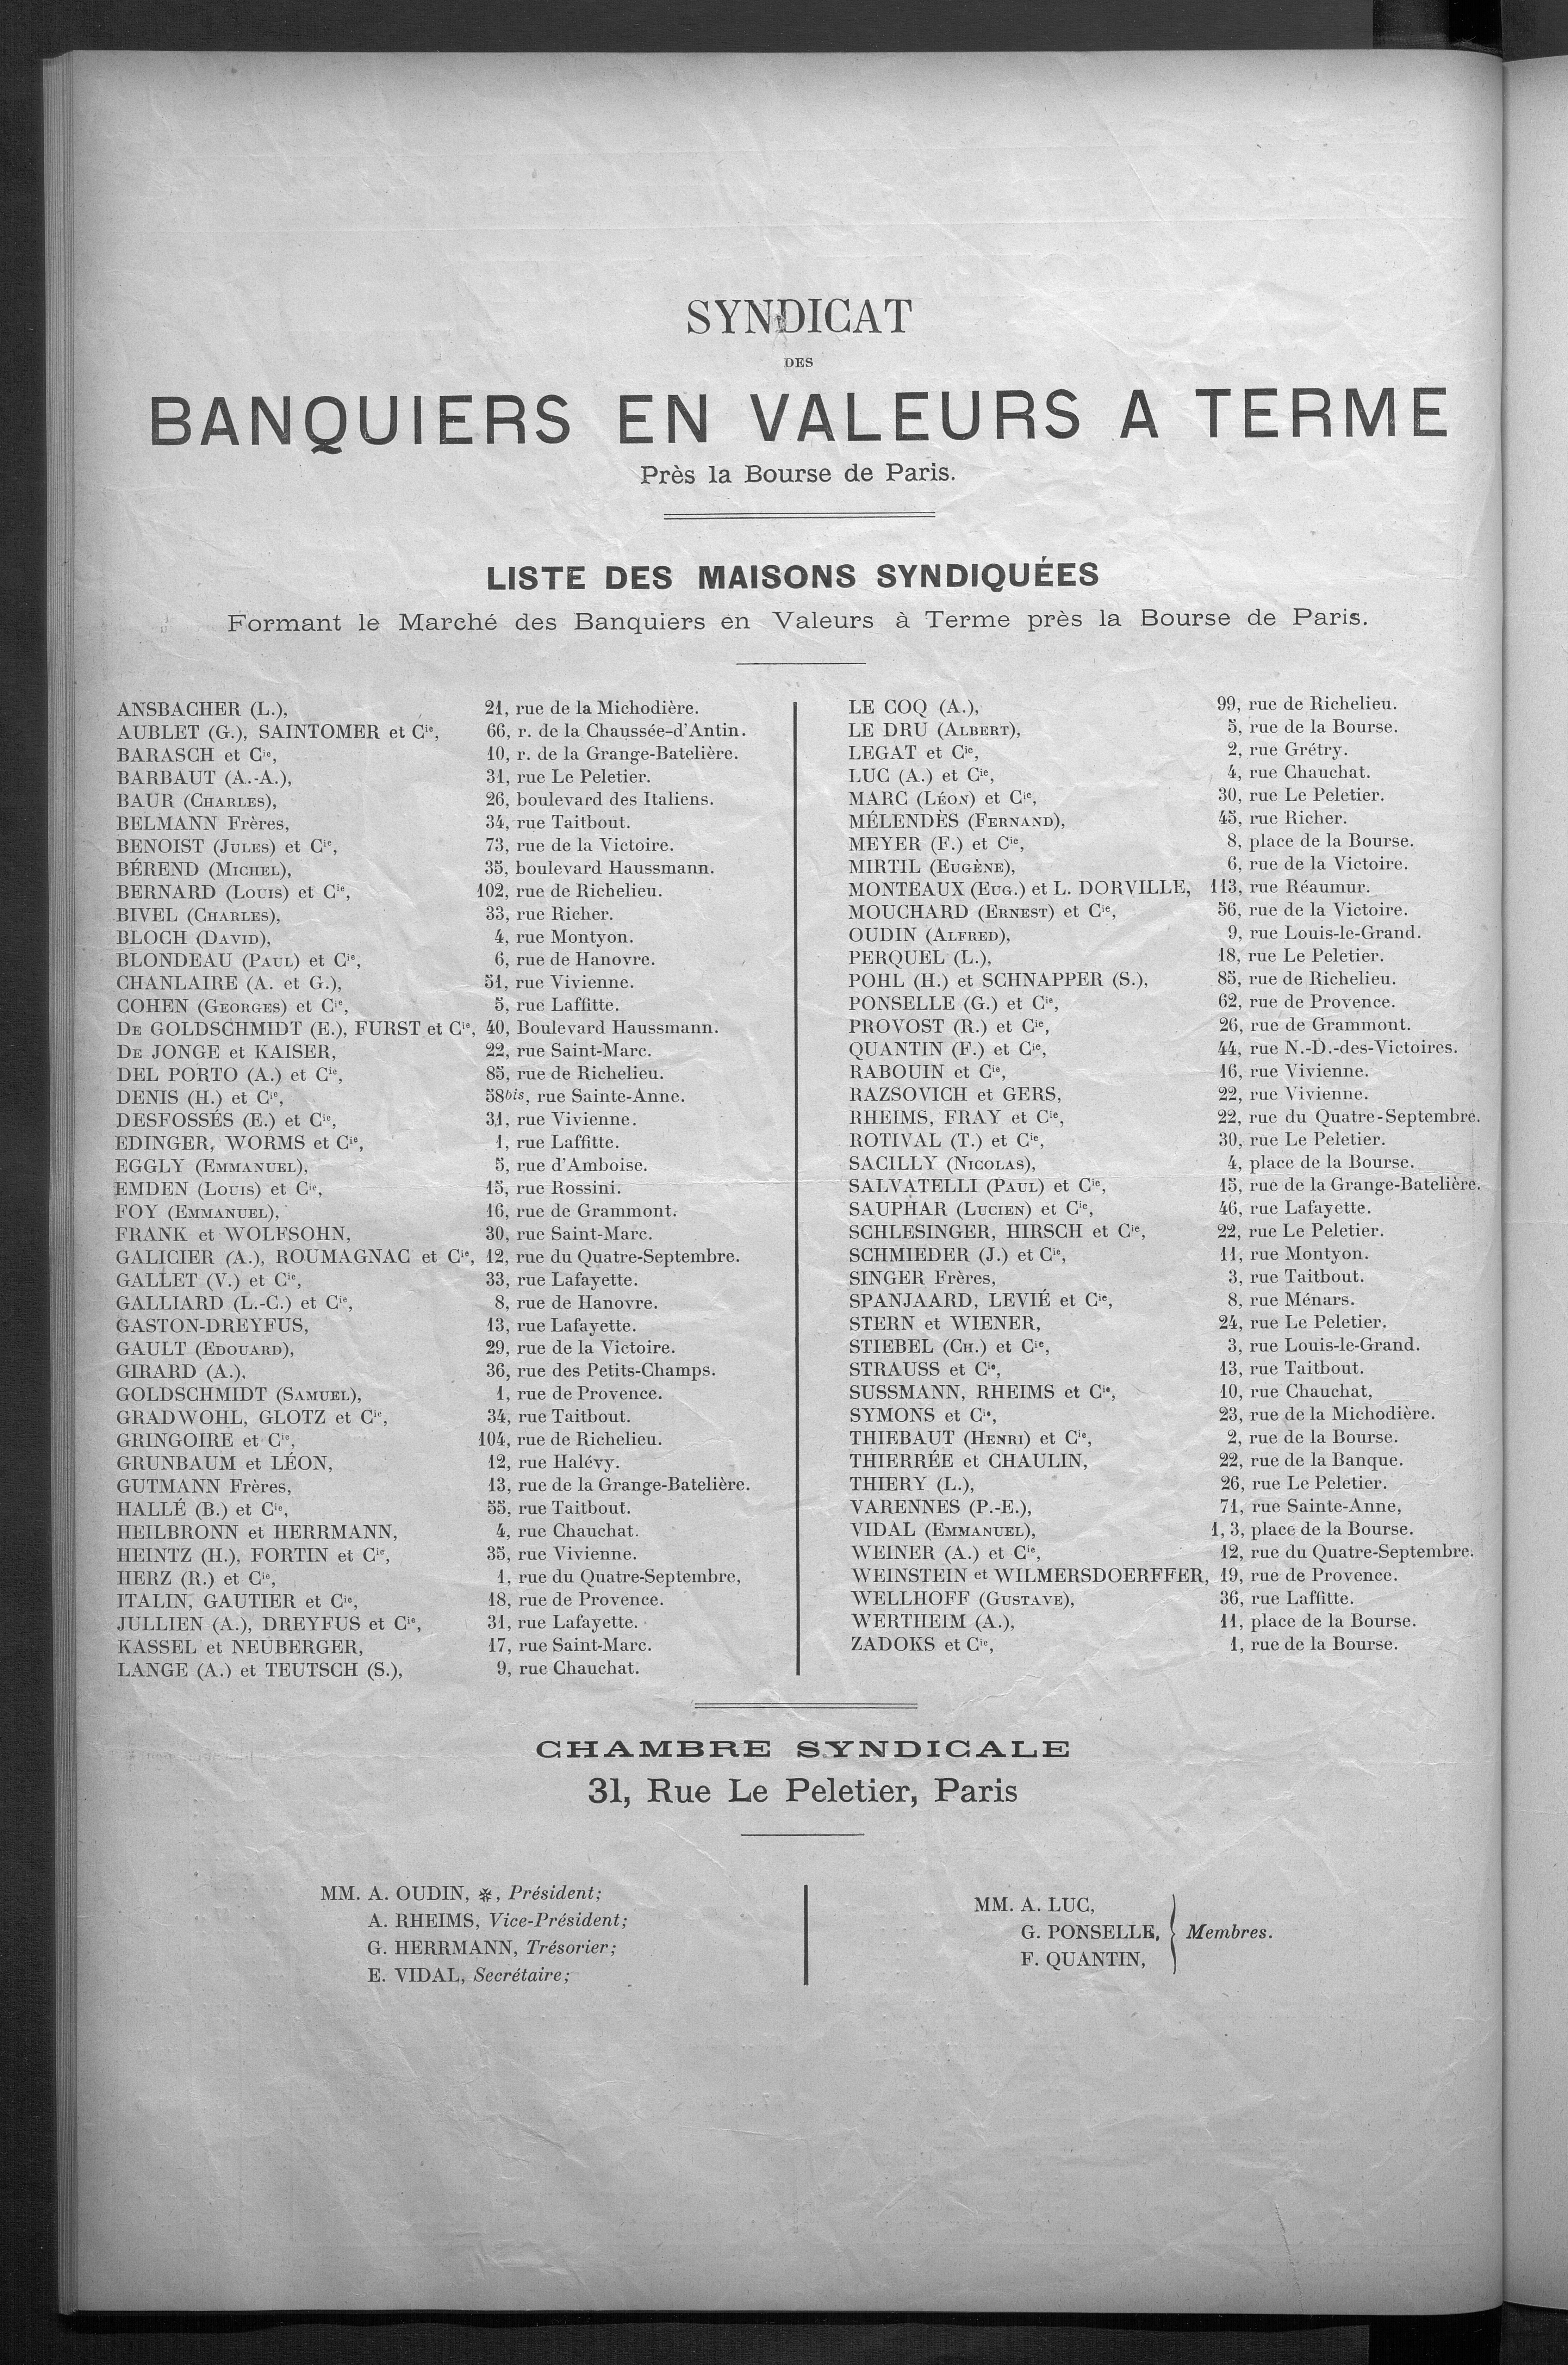 SYNDICAT
DES
BANQUIERS EN VALEURS A TERME
Près la Bourse de Paris.
LISTE DES MAISONS SYNDIQUÉES
Formant le Marché des Banquiers en Valeurs à Terme près la Bourse de Paris.
ANSBACHER (L.), 21, rue de la Michodière.
AUBLET (G.), SAINTOMER et Cie, 66, r. de la Chaussée-d'Antin.
BARASCH et Cie, 10, r. de la Grange-Batelière.
BARBAUT (A.-A.), 31, rue Le Peletier.
BAUR (CHARLES), 26, boulevard des Italiens.
BELMANN Frères, 34, rue Taitbout.
BENOIST (JULES) et Cie, 73, rue de la Victoire.
BÉREND (MICHEL), 35, boulevard Haussmann.
BERNARD (LOUIS) et Cie, 102, rue de Richelieu.
BIVEL (CHARLES), 33, rue Richer.
BLOCH (DAVID), 4, rue Montyon.
BLONDEAU (PAUL) et Cie, 6, rue de Hanovre.
CHANLAIRE (A. et G.), 51, rue Vivienne.
COHEN (GEORGES) et Cie, 5, rue Laffitte.
DE GOLDSCHMIDT (E.), FURST et Cie, 40, Boulevard Haussmann.
DE JONGE et KAISER, 22, rue Saint-Marc.
DEL PORTO (A.) et Cie, 85, rue de Richelieu.
DENIS (H.) et Cie, 58bis, rue Sainte-Anne.
DESFOSSÉS (E.) et Cie, 31, rue Vivienne.
EDINGER, WORMS et Cie, 1, rue Laffitte.
EGGLY (EMMANUEL), 5, rue d'Amboise.
EMDEN (LOUIS) et Cie, 15, rue Rossini.
FOY (EMMANUEL), 16, rue de Grammont.
FRANK et WOLFSOHN, 30, rue Saint-Marc.
GALICIER (A.), ROUMAGNAC et Cie, 12, rue du Quatre-Septembre.
GALLET (V.) et Cie, 33, rue Lafayette.
GALLIARD (L.-C.) et Cie, 8, rue de Hanovre.
GASTON-DREYFUS, 13, rue Lafayette.
GAULT (EDOUARD), 29, rue de la Victoire.
GIRARD (A.), 36, rue des Petits-Champs.
GOLDSCHMIDT (SAMUEL), 1, rue de Provence.
GRADWOHL, GLOTZ et Cie, 34, rue Taitbout.
GRINGOIRE et Cie, 104, rue de Richelieu.
GRUNBAUM et LÉON, 12, rue Halévy.
GUTMANN Frères, 13, rue de la Grange-Batelière.
HALLÉ (B.) et Cie, 55, rue Taitbout.
HEILBRONN et HERRMANN, 4, rue Chauchat.
HEINTZ (H.), FORTIN et Cie, 35, rue Vivienne.
HERZ (R.) et Cie, 1, rue du Quatre-Septembre,
ITALIN, GAUTIER et Cie, 18, rue de Provence.
JULLIEN (A.), DREYFUS et Cie, 31, rue Lafayette.
KASSEL et NEUBERGER, 17, rue Saint-Marc.
LANGE (A.) et TEUTSCH (S.), 9, rue Chauchat.
LE COQ (A.), 99, rue de Richelieu.
LE DRU (ALBERT), 5, rue de la Bourse.
LEGAT et Cie, 2, rue Grétry.
LUC (A.) et Cie, 4, rue Chauchat.
MARC (LÉON) et Cie, 30, rue Le Peletier.
MÉLENDÈS (FERNAND), 45, rue Richer.
MEYER (F.) et Cie, 8, place de la Bourse.
MIRTIL (EUGÈNE), 6, rue de la Victoire.
MONTEAUX (EUG.) et L. DORVILLE, 113, rue Réaumur.
MOUCHARD (ERNEST) et Cie, 56, rue de la Victoire.
OUDIN (ALFRED), 9, rue Louis-le-Grand.
PERQUEL (L.), 18, rue Le Peletier.
POHL (H.) et SCHNAPPER (S.), 85, rue de Richelieu.
PONSELLE (G.) et Cie, 62, rue de Provence.
PROVOST (R.) et Cie, 26, rue de Grammont.
QUANTIN (F.) et Cie, 44, rue N.-D.-des-Victoires.
RABOUIN et Cie, 16, rue Vivienne.
RAZSOVICH et GERS, 22, rue Vivienne.
RHEIMS, FRAY et Cie, 22, rue du Quatre-Septembre.
ROTIVAL (T.) et Cie, 30, rue Le Peletier.
SACILLY (NICOLAS), 4, place de la Bourse.
SALVATELLI (PAUL) et Cie, 15, rue de la Grange-Batelière.
SAUPHAR (LUCIEN) et Cie, 46, rue Lafayette.
SCHLESINGER, HIRSCH et Cie, 22, rue Le Peletier.
SCHMIEDER (J.) et Cie, 11, rue Montyon.
SINGER Frères, 3, rue Taitbout.
SPANJAARD, LEVIÉ et Cie, 8, rue Ménars.
STERN et WIENER, 24, rue Le Peletier.
STIEBEL (CH.) et Cie, 3, rue Louis-le-Grand.
STRAUSS et Cie, 13, rue Taitbout.
SUSSMANN, RHEIMS et Cie, 10, rue Chauchat,
SYMONS et Cie, 23, rue de la Michodière.
THIEBAUT (HENRI) et Cie, 2, rue de la Bourse.
THIERRÉE et CHAULIN, 22, rue de la Banque.
THIERY (L.), 26, rue Le Peletier.
VARENNES (P.-E.), 71, rue Sainte-Anne,
VIDAL (EMMANUEL), 1, 3, place de la Bourse.
WEINER (A.) et Cie, 12, rue du Quatre-Septembre.
WEINSTEIN et WILMERSDOERFFER, 19, rue de Provence.
WELLHOFF (GUSTAVE), 36, rue Laffitte.
WERTHEIM (A.), 11, place de la Bourse.
ZADOKS et Cie, 1, rue de la Bourse.
CHAMBRE SYNDICALE
31, Rue Le Peletier, Paris
MM. A. OUDIN, ✻, Président;
A. RHEIMS, Vice-Président;
G. HERRMANN, Trésorier;
E. VIDAL, Secrétaire;
MM. A. LUC,
G. PONSELLE, Membres.
F. QUANTIN,